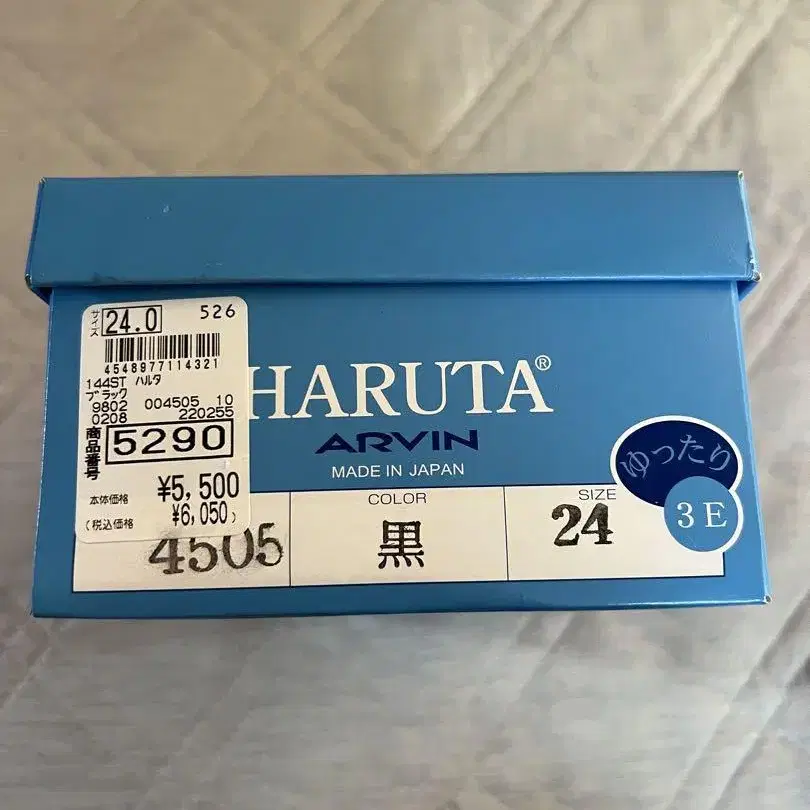 サイズ 24.0 526
4548977114321
144ST ハルタ
ブラック
9802 004505 10
0208 220255
商品番号 5290
本体価格 ¥5,500
(税込価格 ¥6,050)
HARUTA®
ARVIN
MADE IN JAPAN
ゆったり
3E
COLOR
SIZE
4505
黒
24